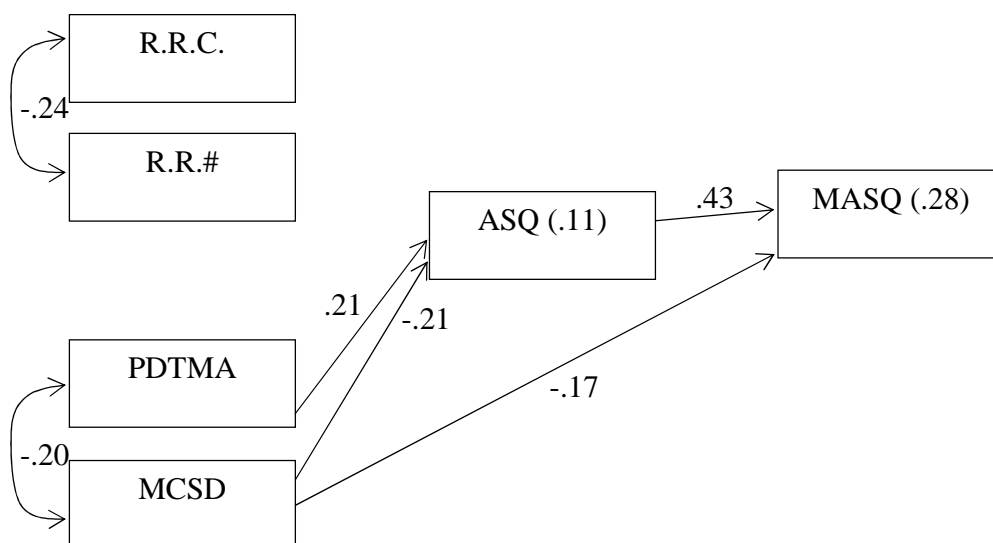 R.R.C.
-.24
R.R.#
ASQ (.11)
.43
MASQ (.28)
.21
-.21
PDTMA
-.17
-.20
MCSD